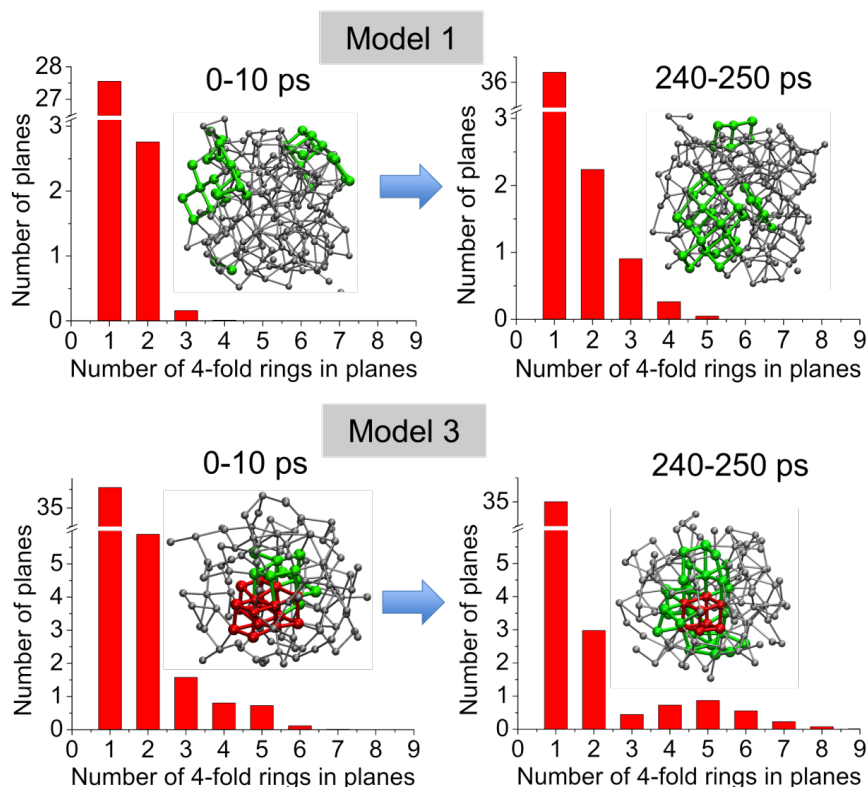 Model 1
0-10 ps
240-250 ps
Number of planes
28
27
3
2
1
0
0 1 2 3 4 5 6 7 8 9
Number of 4-fold rings in planes
Number of planes
36
3
2
1
0
0 1 2 3 4 5 6 7 8 9
Number of 4-fold rings in planes
Model 3
0-10 ps
240-250 ps
Number of planes
35
5
4
3
2
1
0
0 1 2 3 4 5 6 7 8 9
Number of 4-fold rings in planes
Number of planes
35
5
4
3
2
1
0
0 1 2 3 4 5 6 7 8 9
Number of 4-fold rings in planes